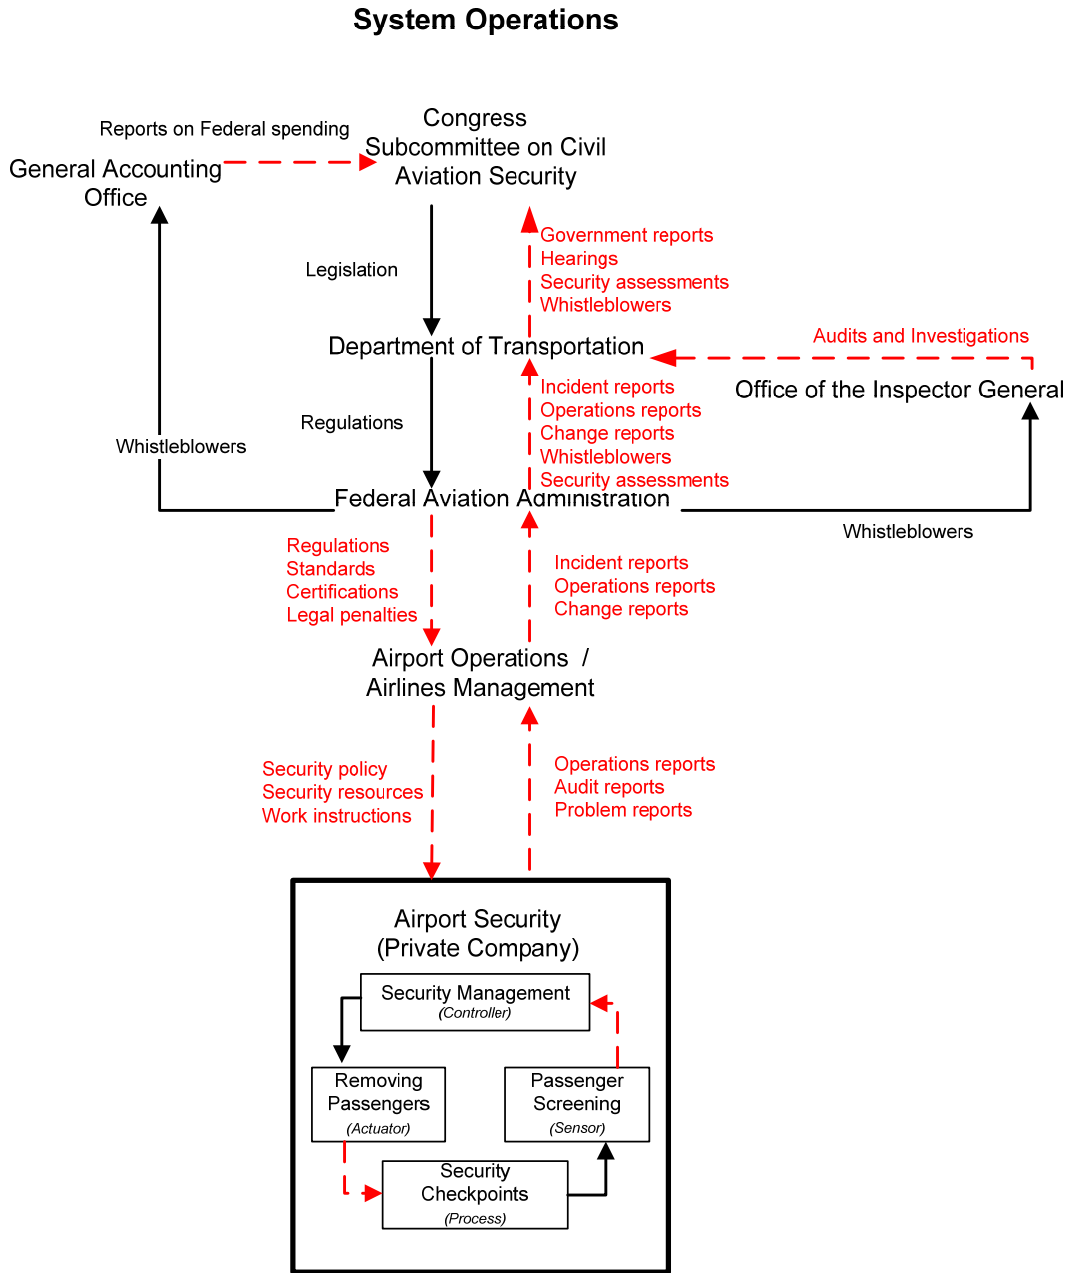 System Operations
Reports on Federal spending
General Accounting
Office
Congress
Subcommittee on Civil
Aviation Security
Legislation
Government reports
Hearings
Security assessments
Whistleblowers
Department of Transportation
Audits and Investigations
Office of the Inspector General
Regulations
Incident reports
Operations reports
Change reports
Whistleblowers
Security assessments
Whistleblowers
Federal Aviation Administration
Whistleblowers
Regulations
Standards
Certifications
Legal penalties
Incident reports
Operations reports
Change reports
Airport Operations /
Airlines Management
Security policy
Security resources
Work instructions
Operations reports
Audit reports
Problem reports
Airport Security
(Private Company)
Security Management
(Controller)
Removing
Passengers
(Actuator)
Passenger
Screening
(Sensor)
Security
Checkpoints
(Process)